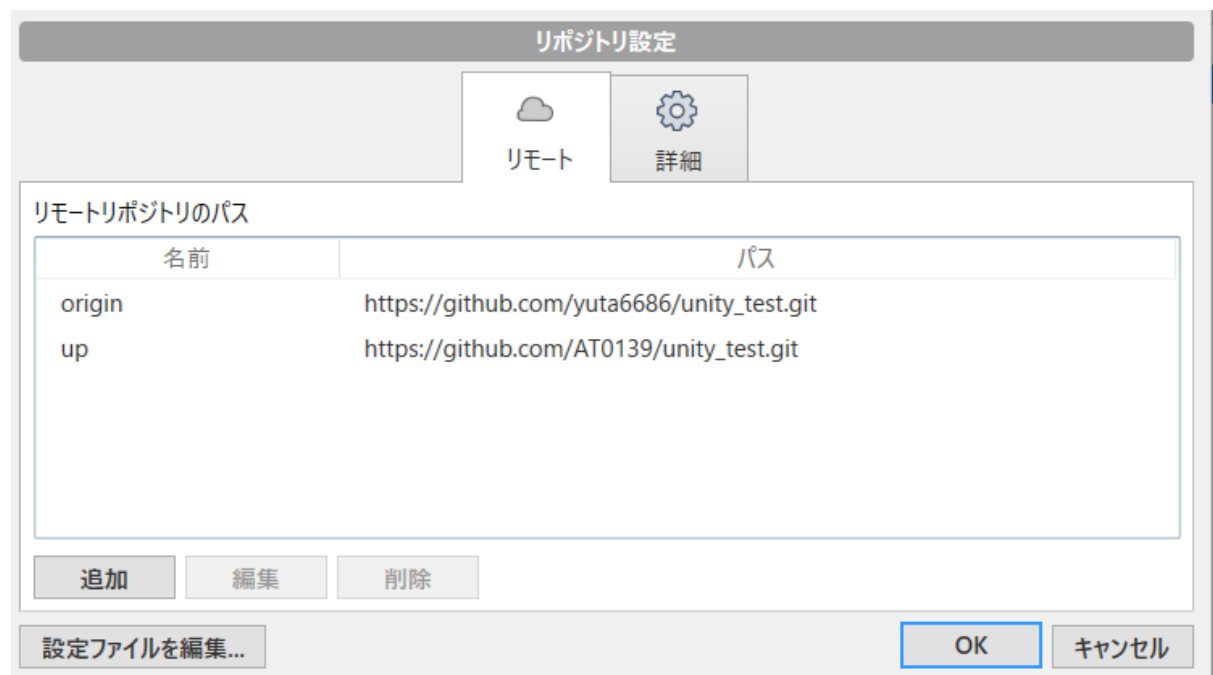 リポジトリ設定
リモート 詳細
リモートリポジトリのパス
名前 パス
origin https://github.com/yuta6686/unity_test.git
up https://github.com/AT0139/unity_test.git
追加 編集 削除
設定ファイルを編集... OK キャンセル